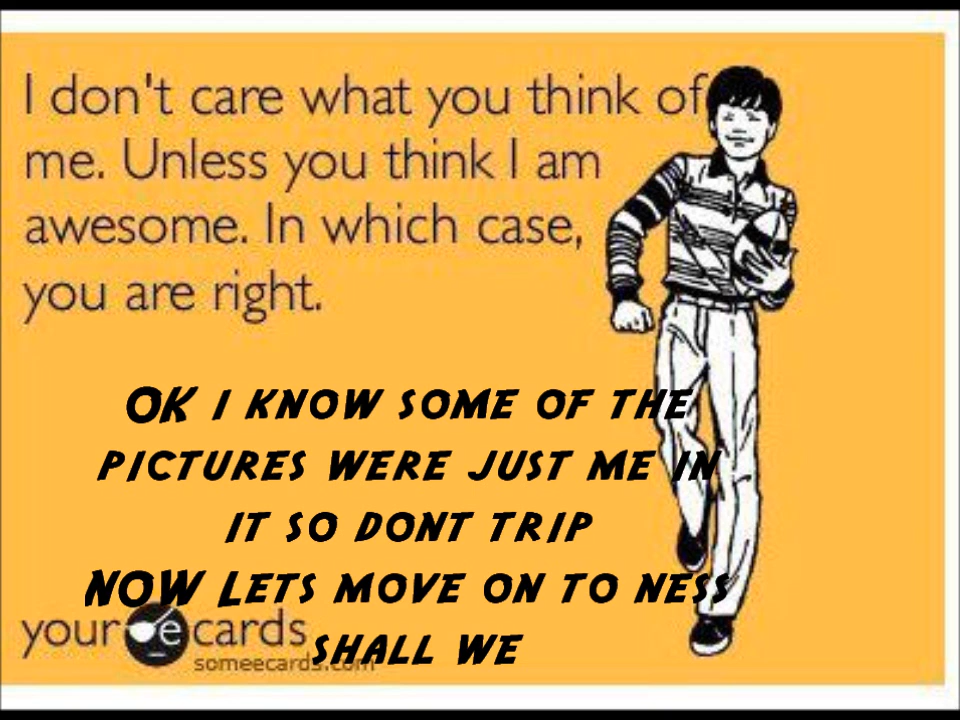 I don't care what you think of
me. Unless you think I am
awesome. In which case,
you are right.
OK I KNOW SOME OF THE
PICTURES WERE JUST ME IN
IT SO DONT TRIP
NOW LETS MOVE ON TO NESS
SHALL WE
your e cards
someecards.com